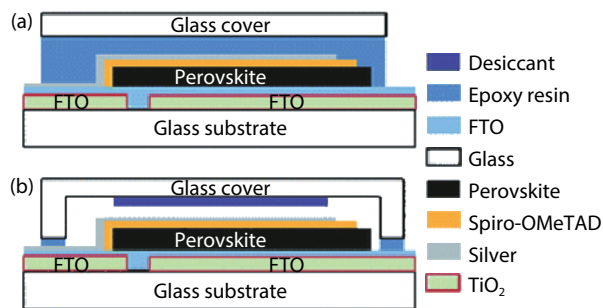 (a)
Glass cover
Perovskite
FTO
FTO
Glass substrate
(b)
Glass cover
Perovskite
FTO
FTO
Glass substrate
Desiccant
Epoxy resin
FTO
Glass
Perovskite
Spiro-OMeTAD
Silver
TiO₂